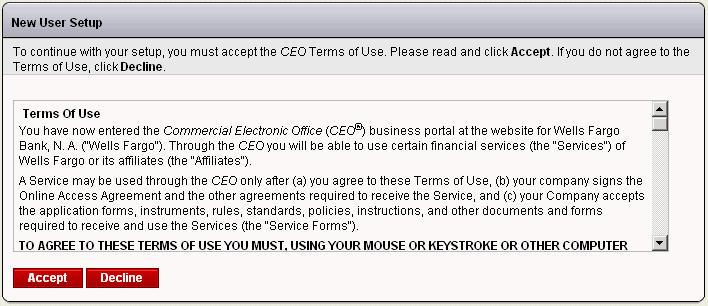 New User Setup
To continue with your setup, you must accept the CEO Terms of Use. Please read and click Accept. If you do not agree to the
Terms of Use, click Decline.
Terms Of Use
You have now entered the Commercial Electronic Office (CEO®) business portal at the website for Wells Fargo
Bank, N. A. ("Wells Fargo"). Through the CEO you will be able to use certain financial services (the "Services") of
Wells Fargo or its affiliates (the "Affiliates").
A Service may be used through the CEO only after (a) you agree to these Terms of Use, (b) your company signs the
Online Access Agreement and the other agreements required to receive the Service, and (c) your Company accepts
the application forms, instruments, rules, standards, policies, instructions, and other documents and forms
required to receive and use the Services (the "Service Forms").
TO AGREE TO THESE TERMS OF USE YOU MUST, USING YOUR MOUSE OR KEYSTROKE OR OTHER COMPUTER
Accept Decline